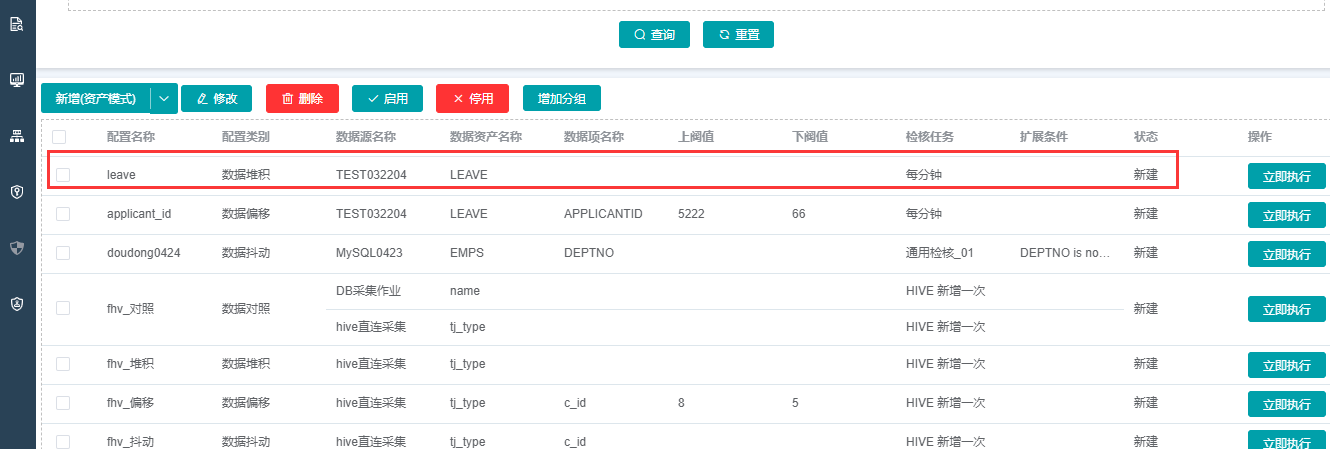 查询 重置
新增(资产模式) 修改 删除 启用 停用 增加分组
配置名称 配置类别 数据源名称 数据资产名称 数据项名称 上阀值 下阀值 检核任务 扩展条件 状态 操作
leave 数据堆积 TEST032204 LEAVE 每分钟 新建 立即执行
applicant_id 数据偏移 TEST032204 LEAVE APPLICANTID 5222 66 每分钟 新建 立即执行
doudong0424 数据抖动 MySQL0423 EMPS DEPTNO 通用检核_01 DEPTNO is no... 新建 立即执行
DB采集作业 name HIVE 新增一次
fhv_对照 数据对照 新建 立即执行
hive直连采集 tj_type HIVE 新增一次
fhv_堆积 数据堆积 hive直连采集 tj_type HIVE 新增一次 新建 立即执行
fhv_偏移 数据偏移 hive直连采集 tj_type c_id 8 5 HIVE 新增一次 新建 立即执行
fhv_抖动 数据抖动 hive直连采集 tj_type c_id HIVE 新增一次 新建 立即执行